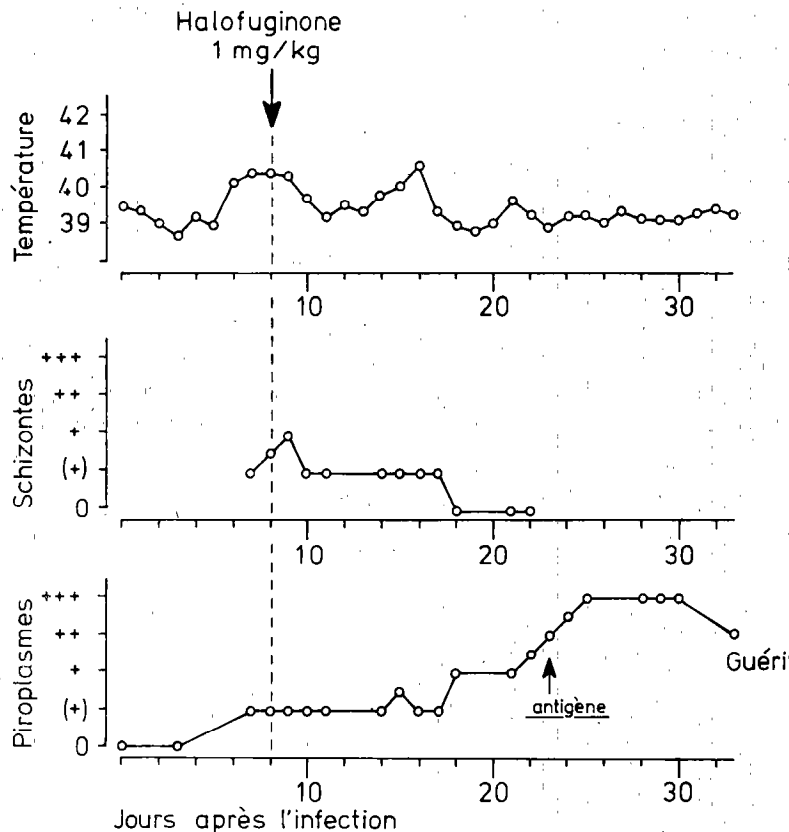 Halofuginone
1 mg/kg
Température
42
41
40
39
10 20 30
Schizontes
+++
++
+
(+)
0
10 20 30
Piroplasmes
+++
++
+
(+)
0
antigène
Guéri
10 20 30
Jours après l'infection